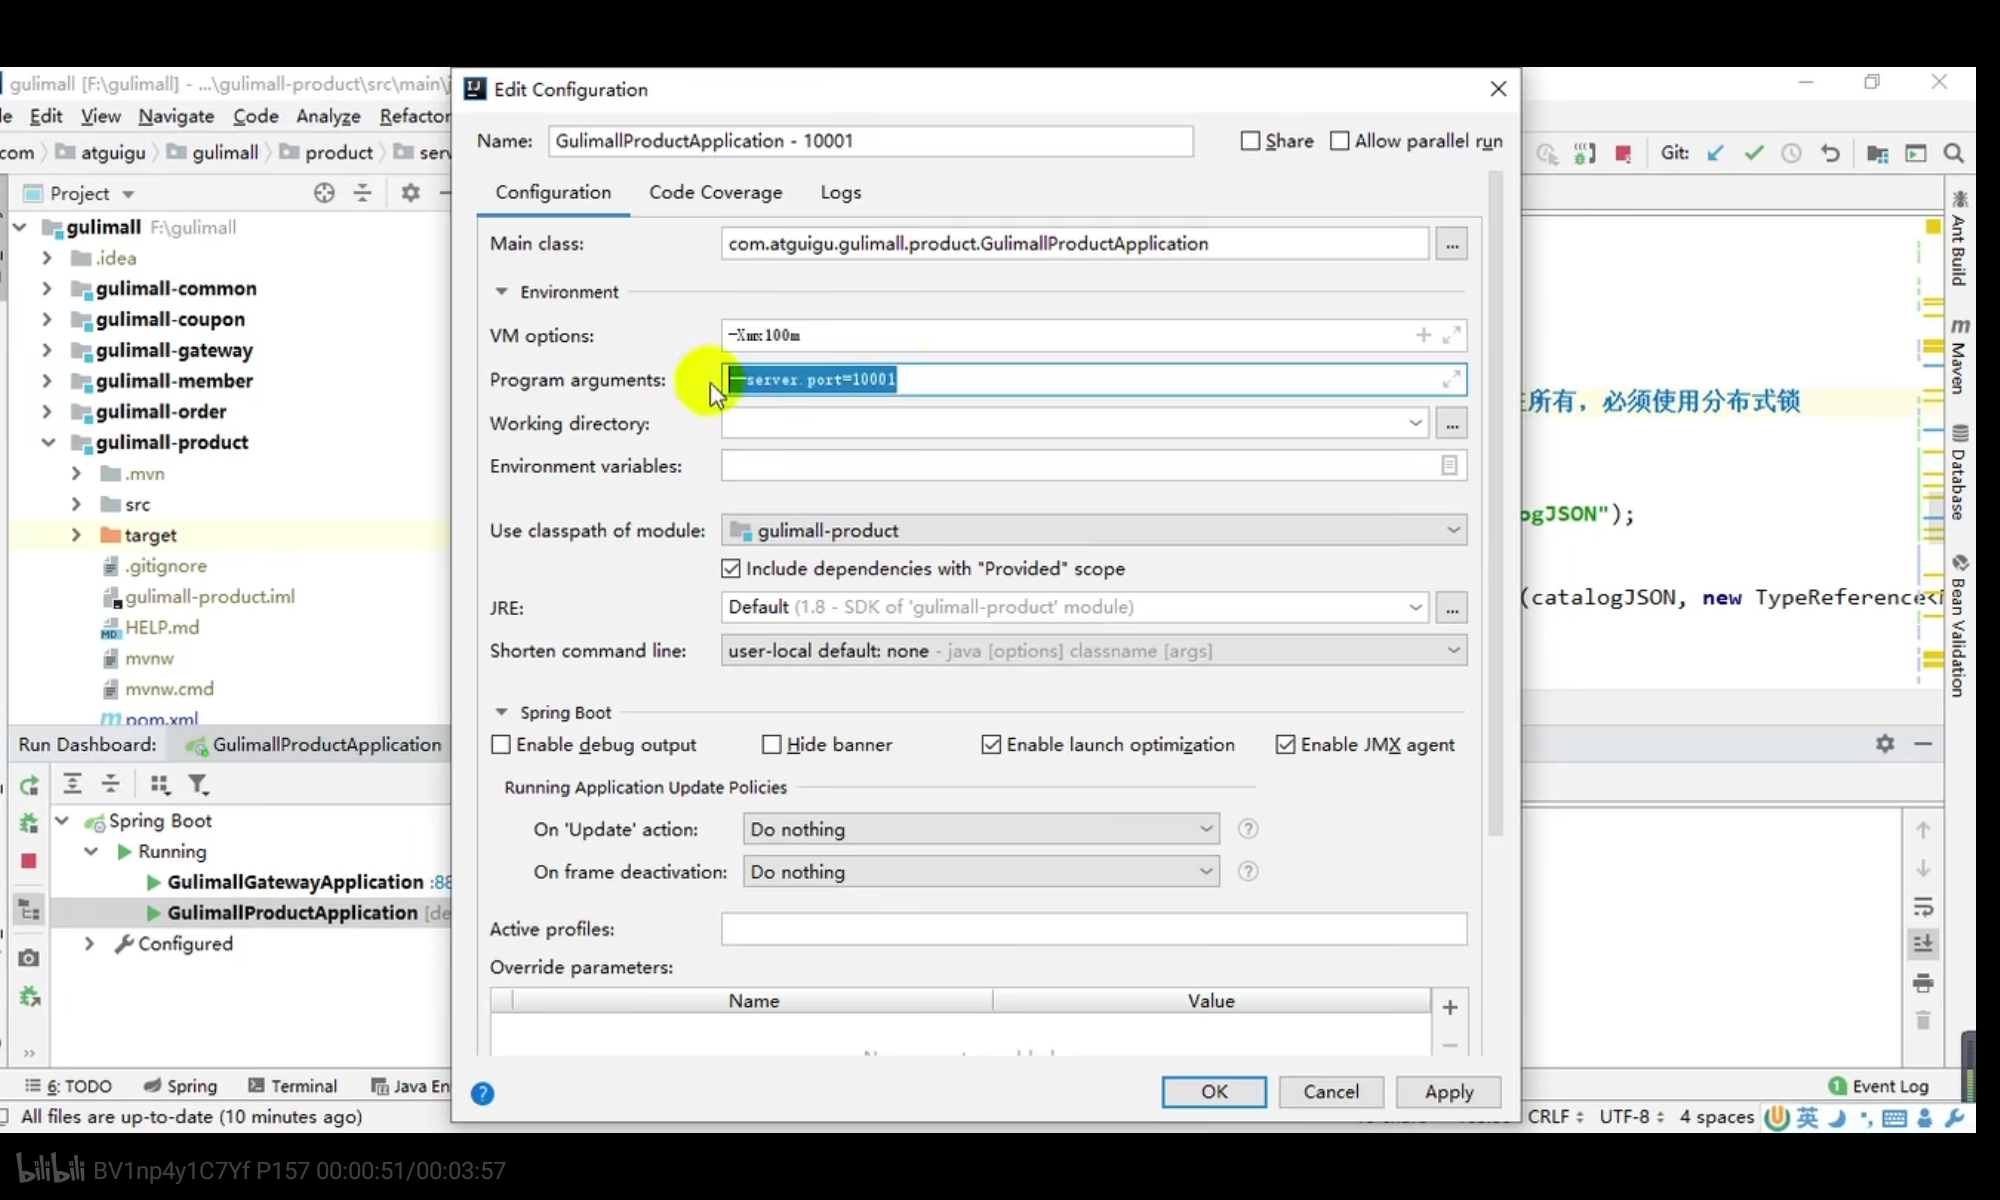 gulimall [F:\gulimall] - ...\gulimall-product\src\main\j
Edit View Navigate Code Analyze Refactor
com atguigu gulimall product serv
Project
gulimall F:\gulimall
.idea
gulimall-common
gulimall-coupon
gulimall-gateway
gulimall-member
gulimall-order
gulimall-product
.mvn
src
target
.gitignore
gulimall-product.iml
HELP.md
mvnw
mvnw.cmd
pom.xml
Run Dashboard: GulimallProductApplication
Spring Boot
Running
GulimallGatewayApplication :88
GulimallProductApplication [de
Configured
6: TODO Spring Terminal Java En
All files are up-to-date (10 minutes ago)
Edit Configuration
Name: GulimallProductApplication - 10001
Share Allow parallel run
Configuration Code Coverage Logs
Main class: com.atguigu.gulimall.product.GulimallProductApplication ...
Environment
VM options: -Xmx100m
Program arguments: --server.port=10001
Working directory: ...
Environment variables:
Use classpath of module: gulimall-product
Include dependencies with "Provided" scope
JRE: Default (1.8 - SDK of 'gulimall-product' module) ...
Shorten command line: user-local default: none - java [options] classname [args]
Spring Boot
Enable debug output Hide banner Enable launch optimization Enable JMX agent
Running Application Update Policies
On 'Update' action: Do nothing ?
On frame deactivation: Do nothing ?
Active profiles:
Override parameters:
Name Value
? OK Cancel Apply
Git:
所有，必须使用分布式锁
ogJSON");
(catalogJSON, new TypeReference<
Ant Build
Maven
Database
Bean Validation
1 Event Log
CRLF UTF-8 4 spaces 英
bilibili BV1np4y1C7Yf P157 00:00:51/00:03:57